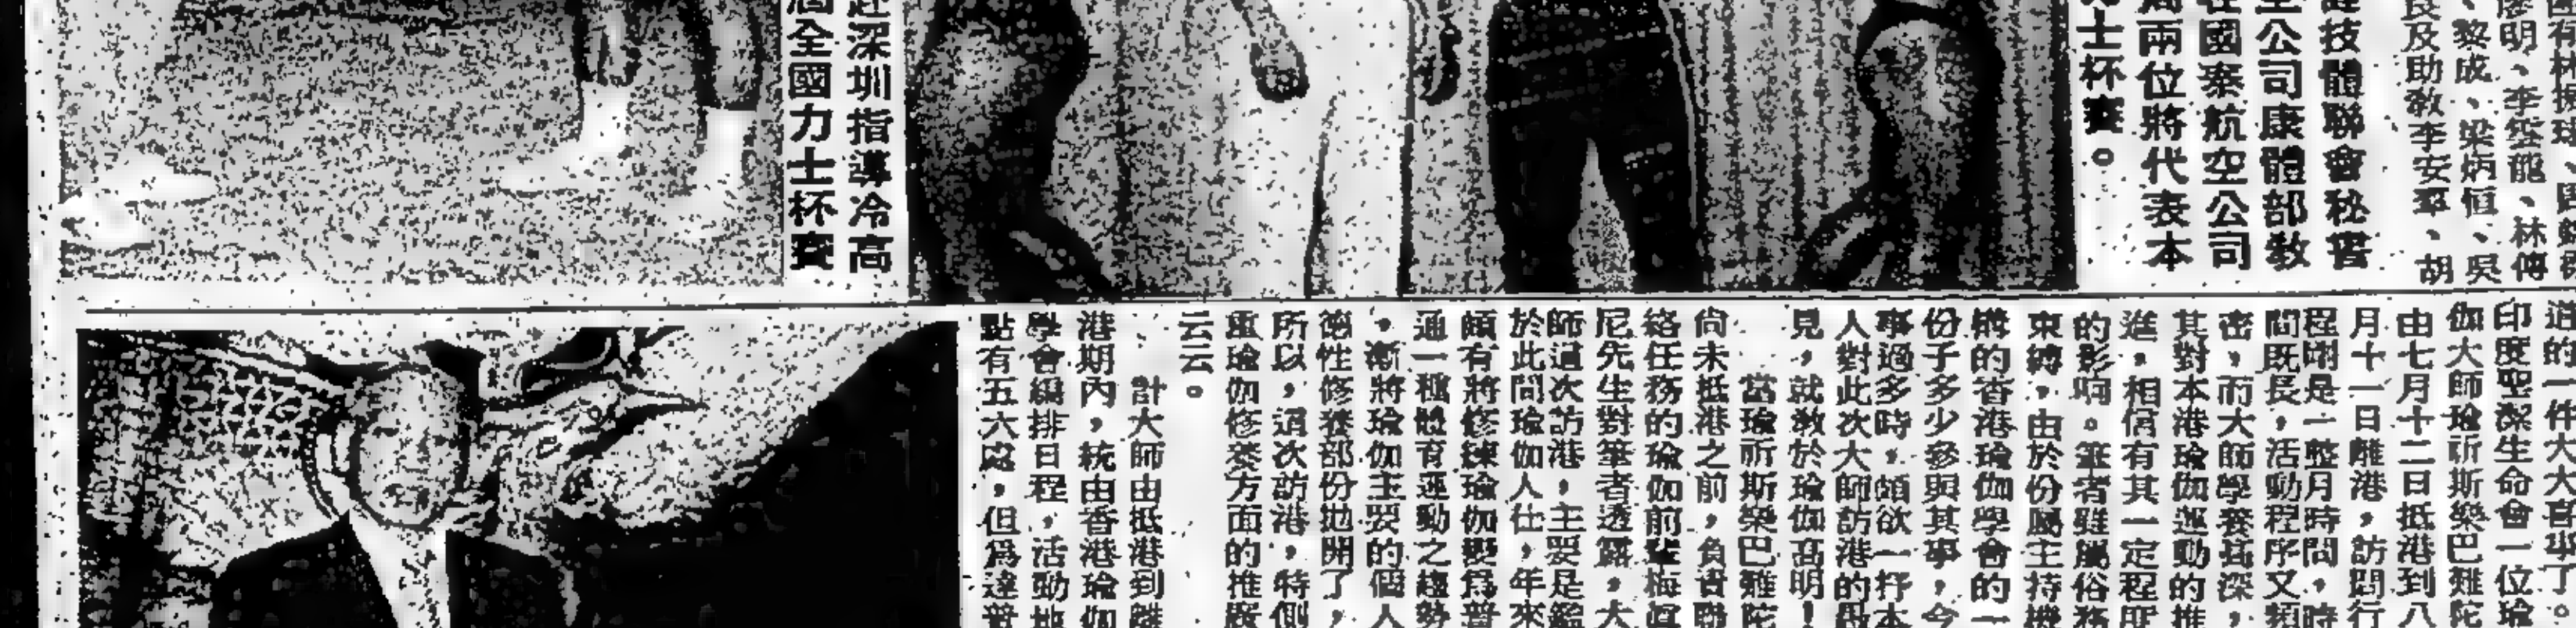 、黎成、梁炳恒、吳
良及助教李安翠、胡
健技體聯會秘書
空公司康體部教
在國泰航空公司
兩位將代表本
力士杯賽。
赴深圳指導冷高
全國力士杯賽
道的一件大大喜事了。
印度聖潔生命會一位瑜
伽大師瑜祈斯樂巴難陀
由七月十二日抵港到八
月十一日離港，訪問行
程剛是一整月時間，時
間既長，活動程序又頻
密，而大師學養甚深，
其對本港瑜伽運動的推
進，相信有其一定程度
的影响。筆者雖屬俗務
束縛，由於份屬主持機
構的香港瑜伽學會的一
份子多少參與其事，今
事過多時，頗欲一抒本
人對此次大師訪港的
見，就教於瑜伽高明！
當瑜祈斯樂巴難陀
尚未抵港之前，負責聯
絡任務的瑜伽前輩梅
尼先生對筆者透露，大
師這次訪港，主要是鑑
於此間瑜伽人仕，年來
頗有將修練瑜伽變爲普
通一種體育運動之趨勢
，漸將瑜伽主要的個人
德性修養部份拋開了，
所以，這次訪港，特側
重瑜伽修養方面的推廣
云云。
計大師由抵港到離
港期內，統由香港瑜伽
學會編排日程，活動地
點有五六處，但爲達普